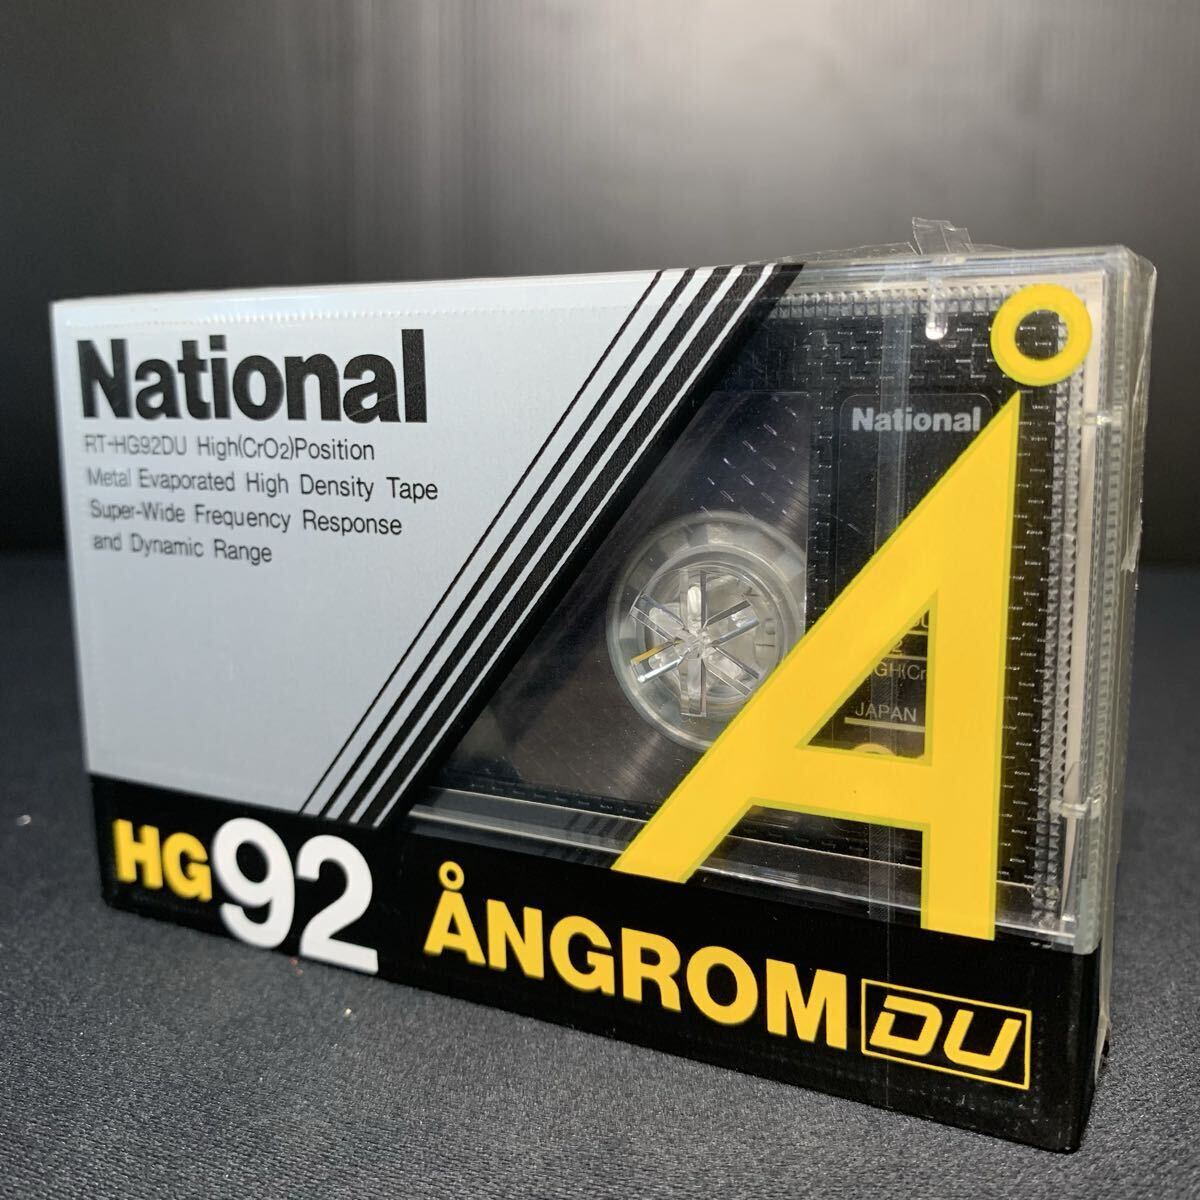 National
RT-HG92DU High(CrO2)Position
Metal Evaporated High Density Tape
Super-Wide Frequency Response
and Dynamic Range
National
JAPAN
Å
HG92
ÅNGROM DU